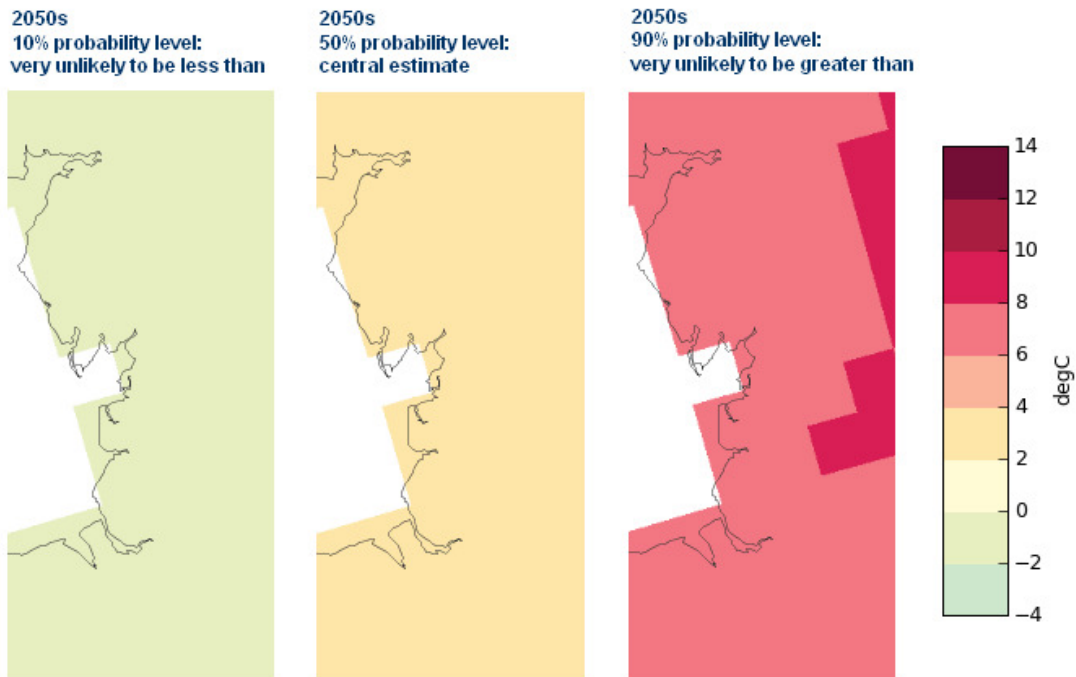 2050s
10% probability level:
very unlikely to be less than
2050s
50% probability level:
central estimate
2050s
90% probability level:
very unlikely to be greater than
14
12
10
8
6
4
2
0
−2
−4
degC